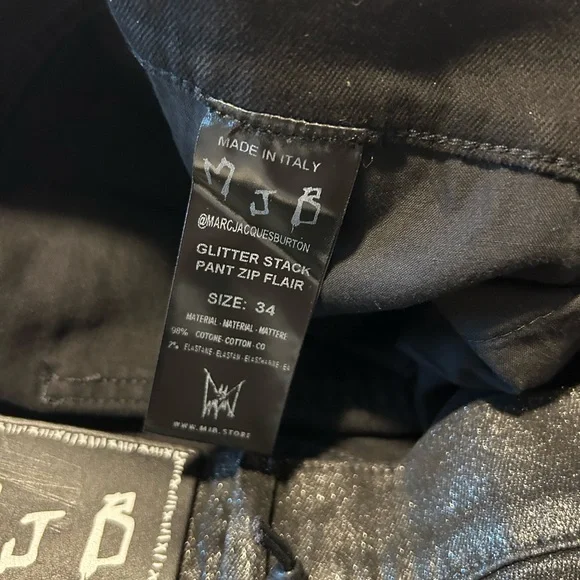 MADE IN ITALY
MJB
@MARCJACQUESBURTON
GLITTER STACK
PANT ZIP FLAIR
SIZE: 34
MATERIAL-MATERIAL-MATTERE
98% COTONE-COTTON-CO
2% ELASTANE-ELASTAN-ELASTHANNE-EA
WWW.MJB.STORE
MJB